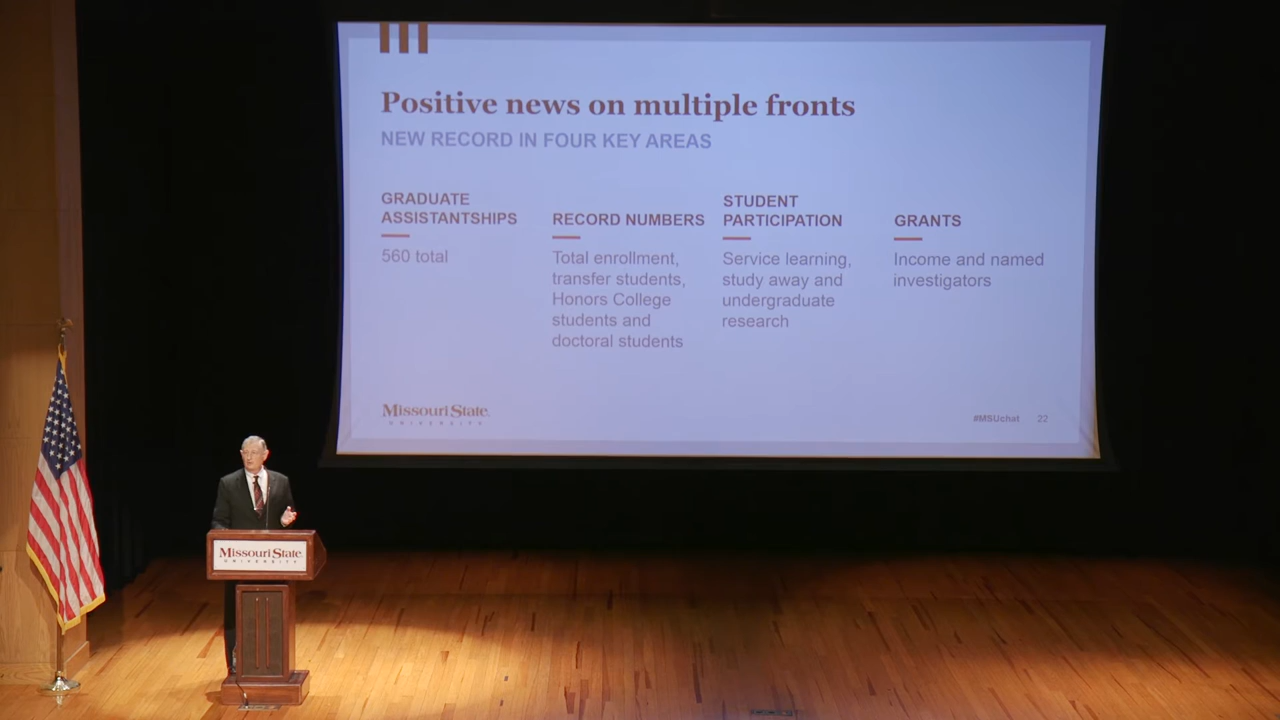 Positive news on multiple fronts
NEW RECORD IN FOUR KEY AREAS
GRADUATE
ASSISTANTSHIPS
560 total
RECORD NUMBERS
Total enrollment,
transfer students,
Honors College
students and
doctoral students
STUDENT
PARTICIPATION
Service learning,
study away and
undergraduate
research
GRANTS
Income and named
investigators
Missouri State
UNIVERSITY
#MSUchat 22
Missouri State
UNIVERSITY